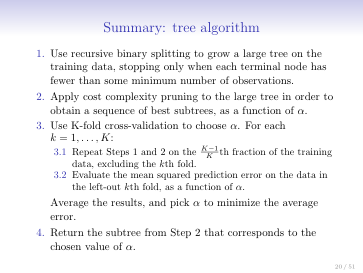 Summary: tree algorithm
1. Use recursive binary splitting to grow a large tree on the
training data, stopping only when each terminal node has
fewer than some minimum number of observations.
2. Apply cost complexity pruning to the large tree in order to
obtain a sequence of best subtrees, as a function of α.
3. Use K-fold cross-validation to choose α. For each
k = 1, . . . , K:
3.1 Repeat Steps 1 and 2 on the K−1/K th fraction of the training
data, excluding the kth fold.
3.2 Evaluate the mean squared prediction error on the data in
the left-out kth fold, as a function of α.
Average the results, and pick α to minimize the average
error.
4. Return the subtree from Step 2 that corresponds to the
chosen value of α.
20 / 51